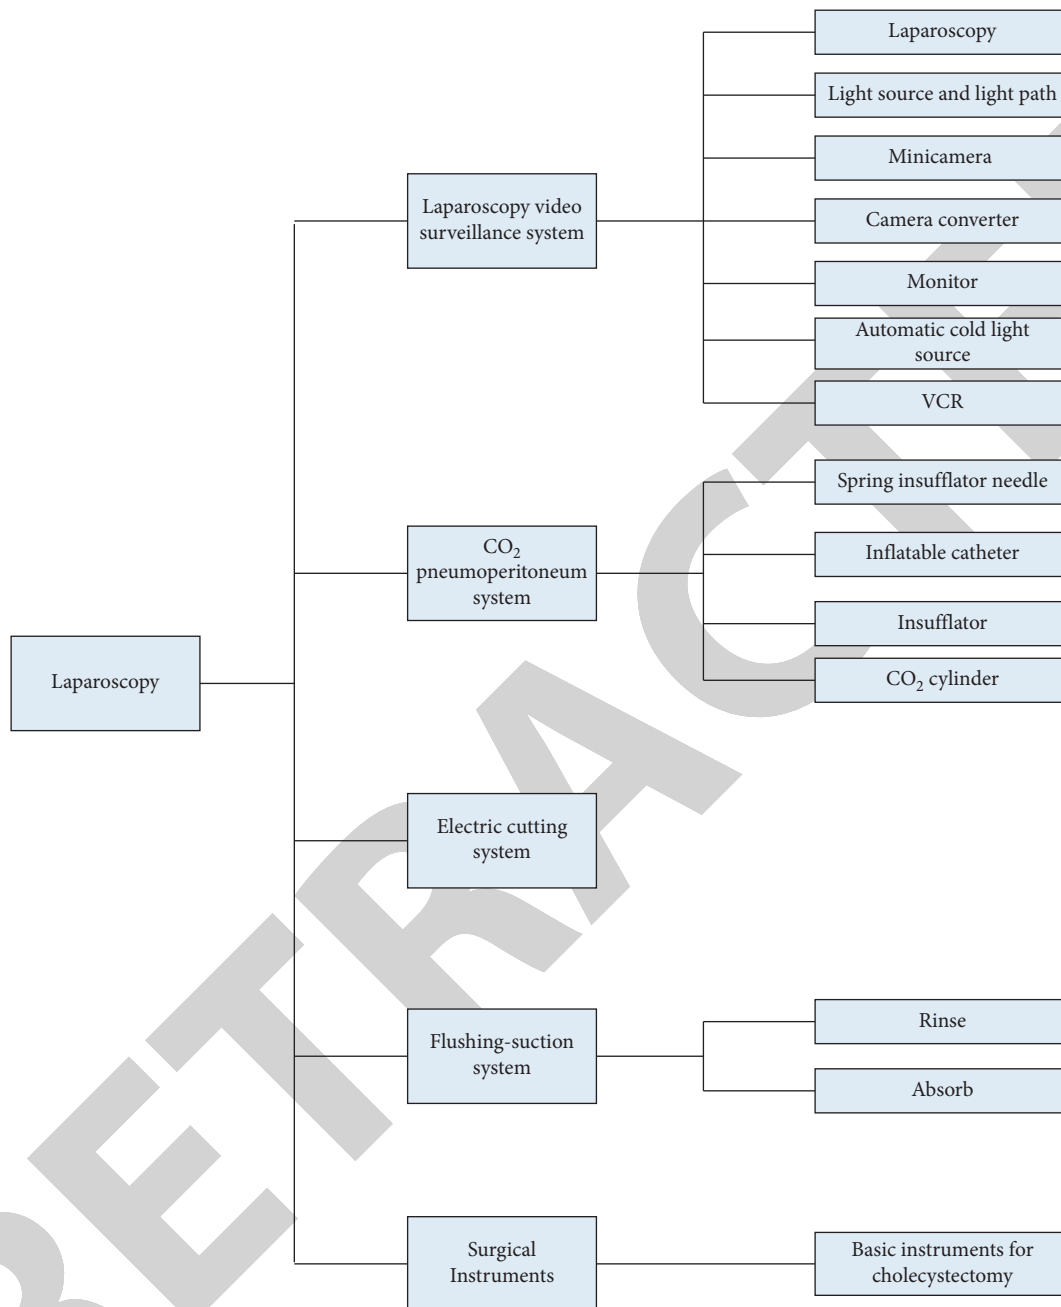 Laparoscopy
Laparoscopy video
surveillance system
Laparoscopy
Light source and light path
Minicamera
Camera converter
Monitor
Automatic cold light
source
VCR
CO₂
pneumoperitoneum
system
Spring insufflator needle
Inflatable catheter
Insufflator
CO₂ cylinder
Electric cutting
system
Flushing-suction
system
Rinse
Absorb
Surgical
Instruments
Basic instruments for
cholecystectomy
RETRACT